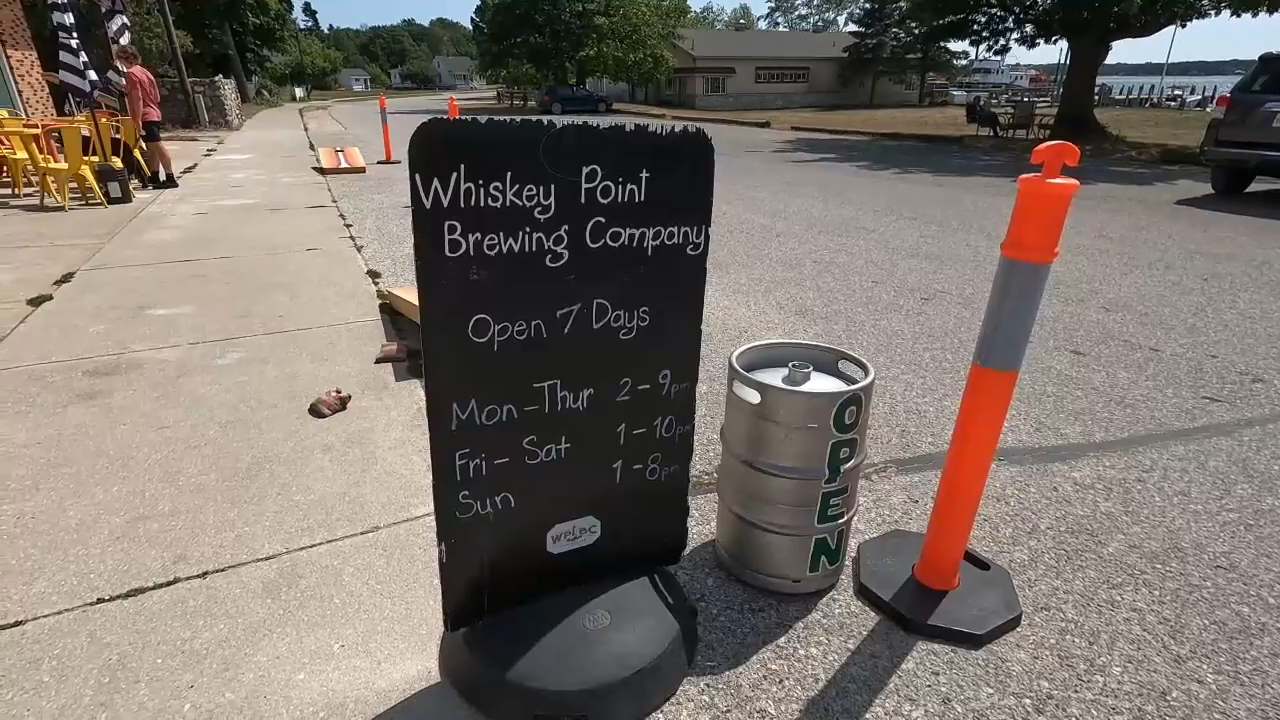 Whiskey Point
Brewing Company
Open 7 Days
Mon-Thur 2-9pm
Fri-Sat 1-10pm
Sun 1-8pm
WPBC
OPEN